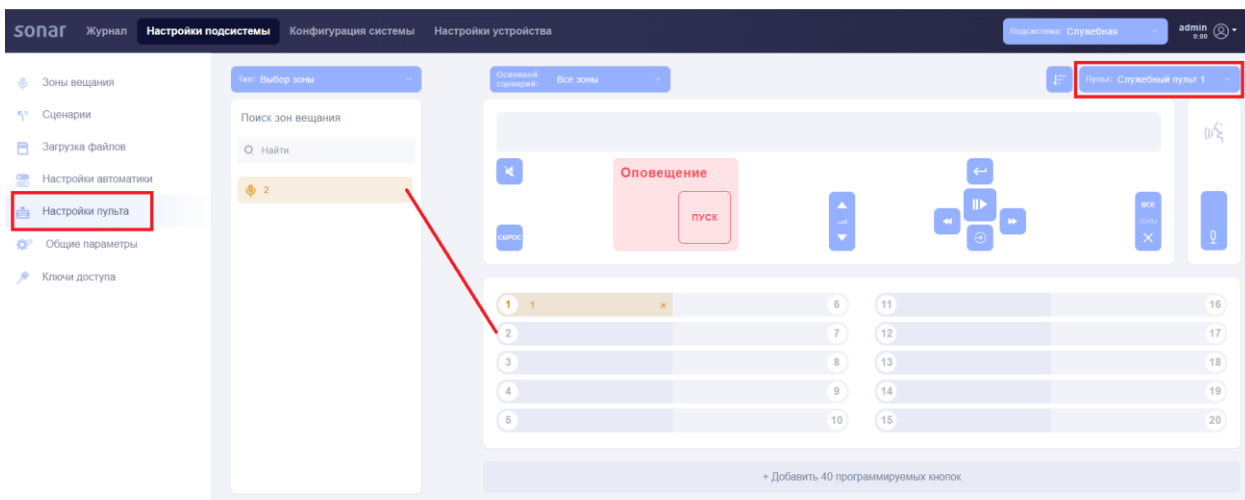 sonar Журнал Настройки подсистемы Конфигурация системы Настройки устройства Подсистема: Служебная admin 0:00
Зоны вещания
Сценарии
Загрузка файлов
Настройки автоматики
Настройки пульта
Общие параметры
Ключи доступа
Тип: Выбор зоны
Поиск зон вещания
Найти
2
Основной сценарий: Все зоны
Пульт: Служебный пульт 1
Оповещение
ПУСК
СБРОС
ВСЕ
ЗОНЫ
1 1 × 6 11 16
2 7 12 17
3 8 13 18
4 9 14 19
5 10 15 20
+ Добавить 40 программируемых кнопок